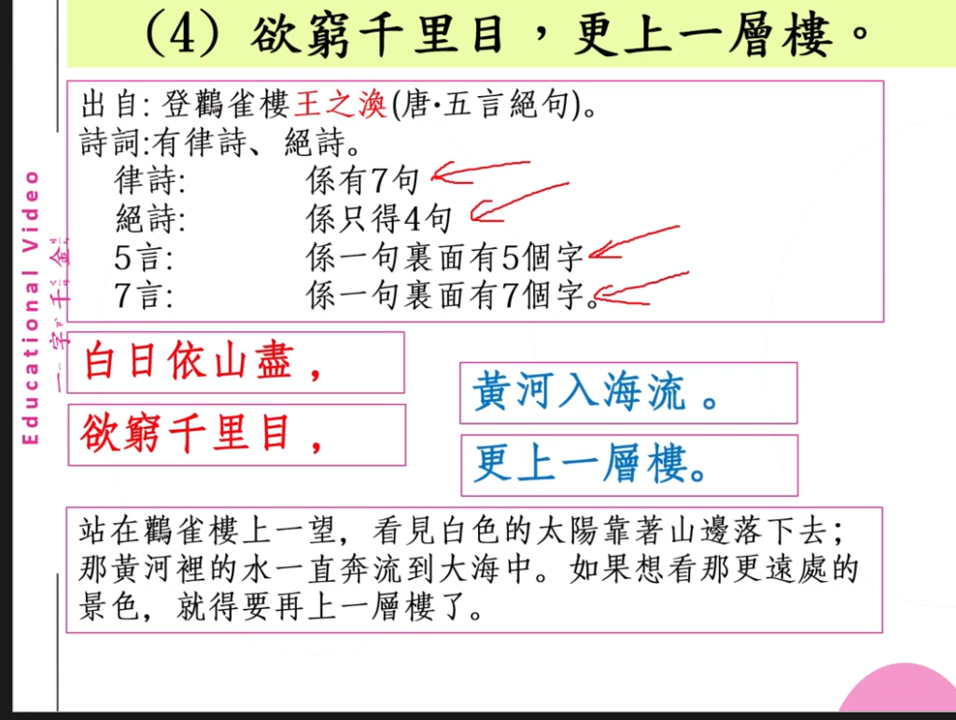 （4）欲窮千里目，更上一層樓。
出自: 登鸛雀樓王之渙(唐·五言絕句)。
詩詞:有律詩、絕詩。
律詩: 係有7句
絕詩: 係只得4句
5言: 係一句裏面有5個字
7言: 係一句裏面有7個字。
白日依山盡，
黃河入海流。
欲窮千里目，
更上一層樓。
站在鸛雀樓上一望，看見白色的太陽靠著山邊落下去；
那黃河裡的水一直奔流到大海中。如果想看那更遠處的
景色，就得要再上一層樓了。
Educational Video
一字千金